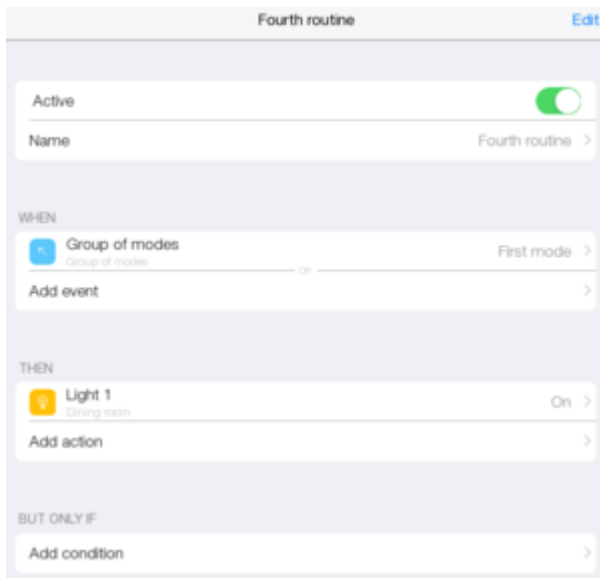 Fourth routine
Edit
Active
Name
Fourth routine
WHEN
Group of modes
First mode
Group of modes
OR
Add event
THEN
Light 1
On
Dining room
Add action
BUT ONLY IF
Add condition